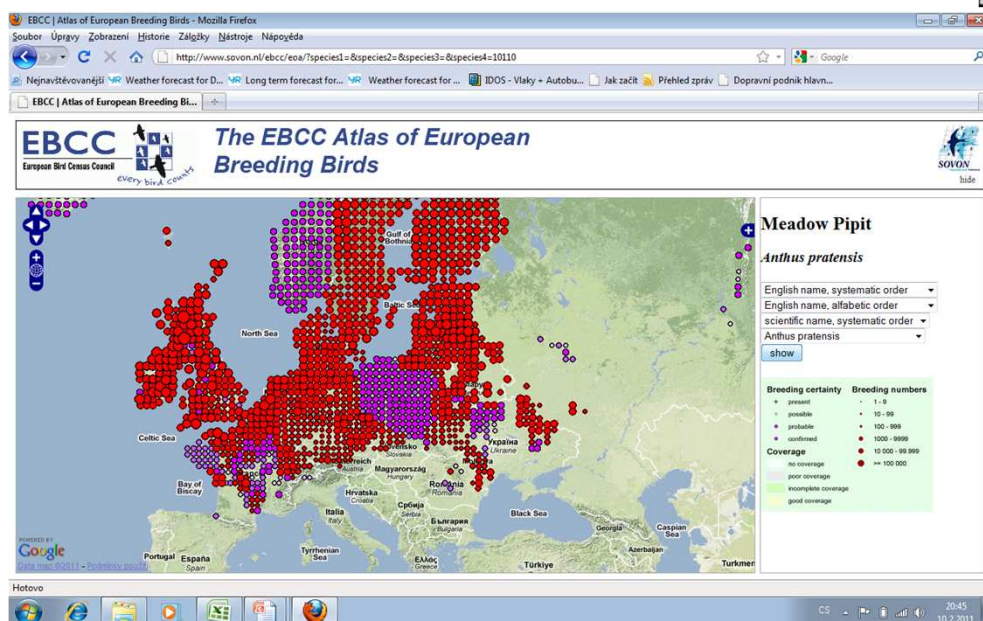 EBCC | Atlas of European Breeding Birds - Mozilla Firefox
Soubor Úpravy Zobrazení Historie Záložky Nástroje Nápověda
http://www.sovon.nl/ebcc/eoa/?species1=&species2=&species3=&species4=10110
Google
Nejnavštěvovanější Weather forecast for D... Long term forecast for... Weather forecast for ... IDOS - Vlaky + Autobu... Jak začít Přehled zpráv Dopravní podnik hlavn...
EBCC | Atlas of European Breeding Bi...
EBCC
European Bird Census Council
every bird counts
The EBCC Atlas of European
Breeding Birds
SOVON
hide
Gulf of
Bothnia
Baltic Sea
North Sea
Celtic Sea
Bay of
Biscay
Україна
Ukraine
Slovakia
Austria
Magyarország
Hungary
România
Romania
Hrvatska
Croatia
Србија
Serbia
Italia
Italy
България
Bulgaria
Black Sea
Georgia
Caspian
Sea
Azerbaijan
Portugal
España
Spain
Tyrrhenian
Sea
Ελλάς
Greece
Türkiye
Turkmen
POWERED BY
Google
Data map ©2011 - Podmínky použití
Meadow Pipit
Anthus pratensis
English name, systematic order
English name, alfabetic order
scientific name, systematic order
Anthus pratensis
show
Breeding certainty
present
possible
probable
confirmed
Coverage
no coverage
poor coverage
incomplete coverage
good coverage
Breeding numbers
1 - 9
10 - 99
100 - 999
1000 - 9999
10 000 - 99.999
>= 100 000
Hotovo
CS
20:45
10.2.2011